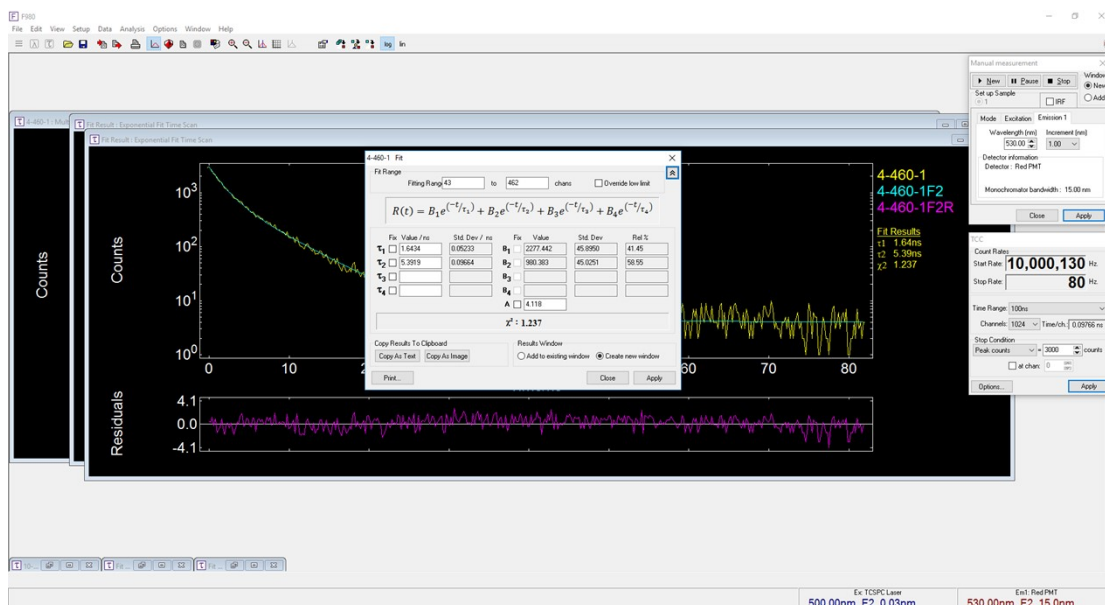 F980
File Edit View Setup Data Analysis Options Window Help
log lin
4-460-1 : Mult
Fit Result : Exponential Fit Time Scan
Fit Result : Exponential Fit Time Scan
Counts
Counts
10³
10²
10¹
10⁰
0 10 20 60 70 80
Residuals
4.1
0.0
-4.1
4-460-1
4-460-1F2
4-460-1F2R
Fit Results
τ1 1.64ns
τ2 5.39ns
χ2 1.237
4-460-1 Fit
Fit Range
Fitting Rang 43 to 462 chans Override low limit
R(t) = B₁e^(-t/τ₁) + B₂e^(-t/τ₂) + B₃e^(-t/τ₃) + B₄e^(-t/τ₄)
Fix Value / ns Std. Dev / ns Fix Value Std. Dev Rel %
τ₁ 1.6434 0.05233 B₁ 2277.442 45.8950 41.45
τ₂ 5.3919 0.09664 B₂ 980.383 45.0251 58.55
τ₃ B₃
τ₄ B₄
A 4.118
χ² : 1.237
Copy Results To Clipboard
Copy As Text Copy As Image
Results Window
Add to existing window Create new window
Print... Close Apply
Manual measurement
New Pause Stop
Window
New
Add
Set up Sample
1 IRF
Mode Excitation Emission 1
Wavelength (nm) Increment (nm)
530.00 1.00
Detector information
Detector : Red PMT
Monochromator bandwidth : 15.00 nm
Close Apply
TCC
Count Rates
Start Rate: 10,000,130 Hz.
Stop Rate: 80 Hz.
Time Range: 100ns
Channels: 1024 Time/ch.: 0.09766 ns
Stop Condition
Peak counts = 3000 counts
at chan: 0
Options... Apply
10-... Fit ... Fit ...
Ex: TCSPC Laser
500.00nm F2 0.03nm
Em1: Red PMT
530.00nm F2 15.0nm